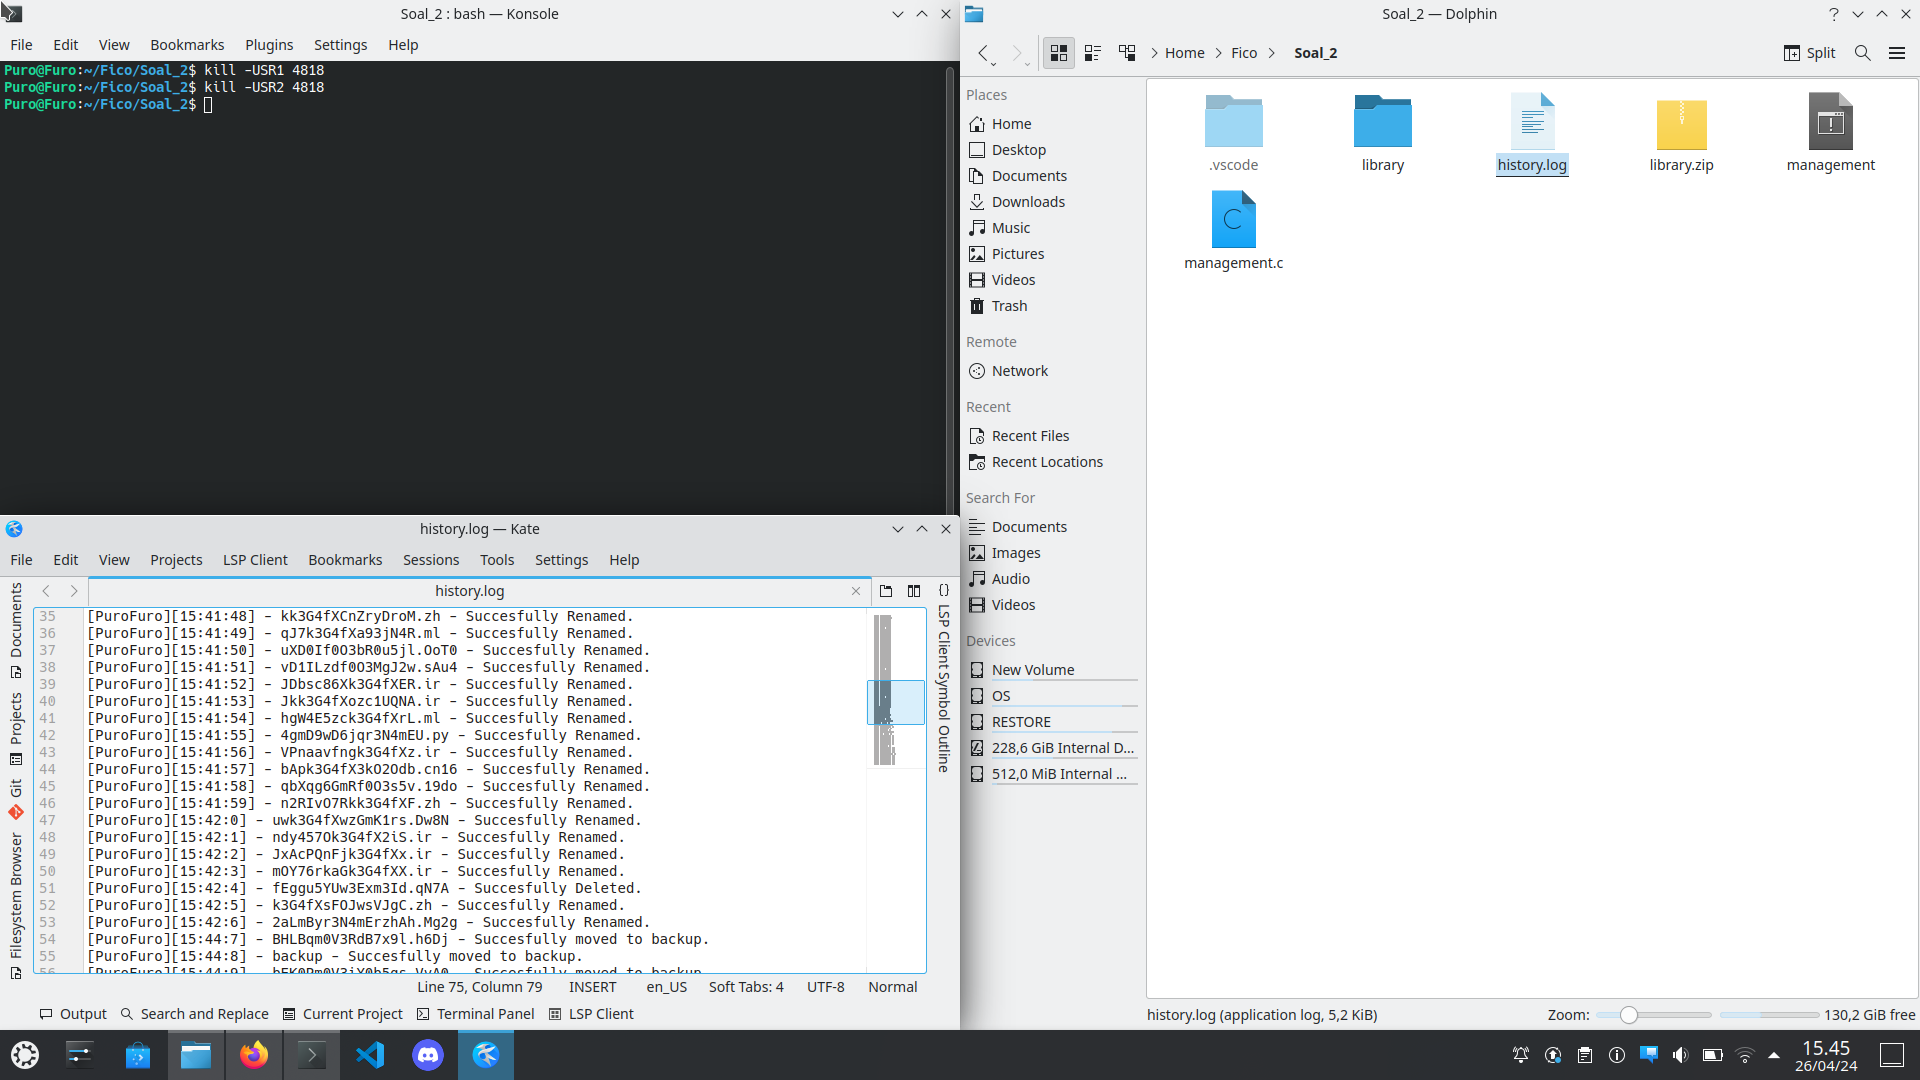 Soal_2 : bash — Konsole
File Edit View Bookmarks Plugins Settings Help
Puro@Furo:~/Fico/Soal_2$ kill -USR1 4818
Puro@Furo:~/Fico/Soal_2$ kill -USR2 4818
Puro@Furo:~/Fico/Soal_2$
history.log — Kate
File Edit View Projects LSP Client Bookmarks Sessions Tools Settings Help
history.log
35 [PuroFuro][15:41:48] - kk3G4fXCnZryDroM.zh - Succesfully Renamed.
36 [PuroFuro][15:41:49] - qJ7k3G4fXa93jN4R.ml - Succesfully Renamed.
37 [PuroFuro][15:41:50] - uXD0If0O3bR0u5jl.OoT0 - Succesfully Renamed.
38 [PuroFuro][15:41:51] - vD1ILzdf0O3MgJ2w.sAu4 - Succesfully Renamed.
39 [PuroFuro][15:41:52] - JDbsc86Xk3G4fXER.ir - Succesfully Renamed.
40 [PuroFuro][15:41:53] - Jkk3G4fXozc1UQNA.ir - Succesfully Renamed.
41 [PuroFuro][15:41:54] - hgW4E5zck3G4fXrL.ml - Succesfully Renamed.
42 [PuroFuro][15:41:55] - 4gmD9wD6jqr3N4mEU.py - Succesfully Renamed.
43 [PuroFuro][15:41:56] - VPnaavfngk3G4fXz.ir - Succesfully Renamed.
44 [PuroFuro][15:41:57] - bApk3G4fX3kO2Odb.cn16 - Succesfully Renamed.
45 [PuroFuro][15:41:58] - qbXqg6GmRf0O3s5v.19do - Succesfully Renamed.
46 [PuroFuro][15:41:59] - n2RIvO7Rkk3G4fXF.zh - Succesfully Renamed.
47 [PuroFuro][15:42:0] - uwk3G4fXwzGmK1rs.Dw8N - Succesfully Renamed.
48 [PuroFuro][15:42:1] - ndy457Ok3G4fX2iS.ir - Succesfully Renamed.
49 [PuroFuro][15:42:2] - JxAcPQnFjk3G4fXx.ir - Succesfully Renamed.
50 [PuroFuro][15:42:3] - mOY76rkaGk3G4fXX.ir - Succesfully Renamed.
51 [PuroFuro][15:42:4] - fEggu5YUw3Exm3Id.qN7A - Succesfully Deleted.
52 [PuroFuro][15:42:5] - k3G4fXsFOJwsVJgC.zh - Succesfully Renamed.
53 [PuroFuro][15:42:6] - 2aLmByr3N4mErzhAh.Mg2g - Succesfully Renamed.
54 [PuroFuro][15:44:7] - BHLBqm0V3RdB7x9l.h6Dj - Succesfully moved to backup.
55 [PuroFuro][15:44:8] - backup - Succesfully moved to backup.
Documents
Projects
Git
Filesystem Browser
LSP Client Symbol Outline
Line 75, Column 79 INSERT en_US Soft Tabs: 4 UTF-8 Normal
Output Search and Replace Current Project Terminal Panel LSP Client
Soal_2 — Dolphin
Home Fico Soal_2 Split
Places
Home
Desktop
Documents
Downloads
Music
Pictures
Videos
Trash
Remote
Network
Recent
Recent Files
Recent Locations
Search For
Documents
Images
Audio
Videos
Devices
New Volume
OS
RESTORE
228,6 GiB Internal D...
512,0 MiB Internal ...
.vscode library history.log library.zip management
C
management.c
history.log (application log, 5,2 KiB) Zoom: 130,2 GiB free
15.45
26/04/24